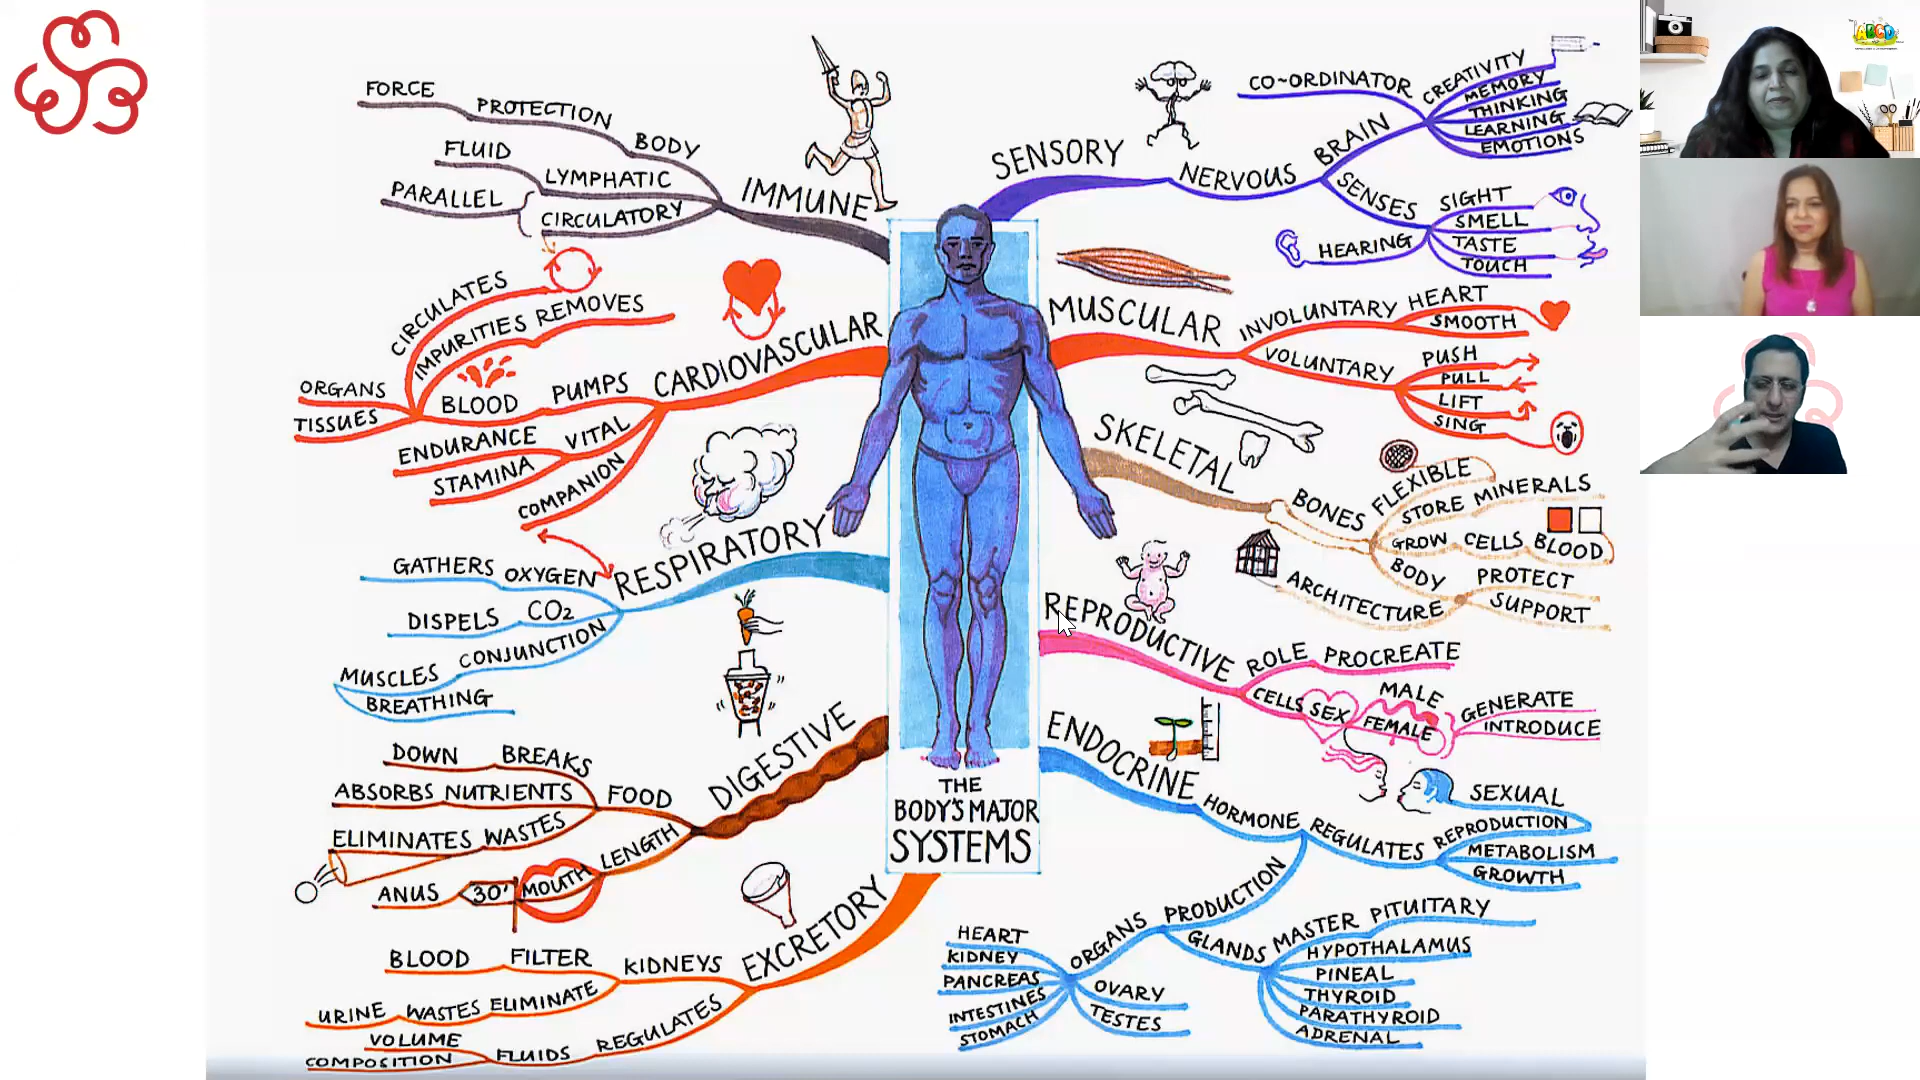 FORCE
PROTECTION
BODY
FLUID
LYMPHATIC
PARALLEL
CIRCULATORY
IMMUNE
CIRCULATES
IMPURITIES REMOVES
ORGANS
TISSUES
BLOOD
PUMPS
CARDIOVASCULAR
ENDURANCE
VITAL
STAMINA
COMPANION
RESPIRATORY
GATHERS OXYGEN
DISPELS CO2
MUSCLES CONJUNCTION
BREATHING
DIGESTIVE
DOWN BREAKS
ABSORBS NUTRIENTS
FOOD
ELIMINATES WASTES
LENGTH
ANUS 30' MOUTH
EXCRETORY
BLOOD FILTER KIDNEYS
URINE WASTES ELIMINATE
VOLUME
COMPOSITION
FLUIDS REGULATES
THE
BODY'S MAJOR
SYSTEMS
SENSORY
NERVOUS
BRAIN
CO-ORDINATOR
CREATIVITY
MEMORY
THINKING
LEARNING
EMOTIONS
SENSES
SIGHT
SMELL
TASTE
TOUCH
HEARING
MUSCULAR
INVOLUNTARY HEART
SMOOTH
VOLUNTARY
PUSH
PULL
LIFT
SING
SKELETAL
BONES
FLEXIBLE
STORE MINERALS
GROW CELLS BLOOD
BODY
PROTECT
SUPPORT
ARCHITECTURE
REPRODUCTIVE
ROLE PROCREATE
CELLS SEX
MALE
FEMALE
GENERATE
INTRODUCE
ENDOCRINE
HORMONE
REGULATES
SEXUAL
REPRODUCTION
METABOLISM
GROWTH
PRODUCTION
ORGANS
HEART
KIDNEY
PANCREAS
INTESTINES
STOMACH
OVARY
TESTES
GLANDS
MASTER PITUITARY
HYPOTHALAMUS
PINEAL
THYROID
PARATHYROID
ADRENAL
ABCD